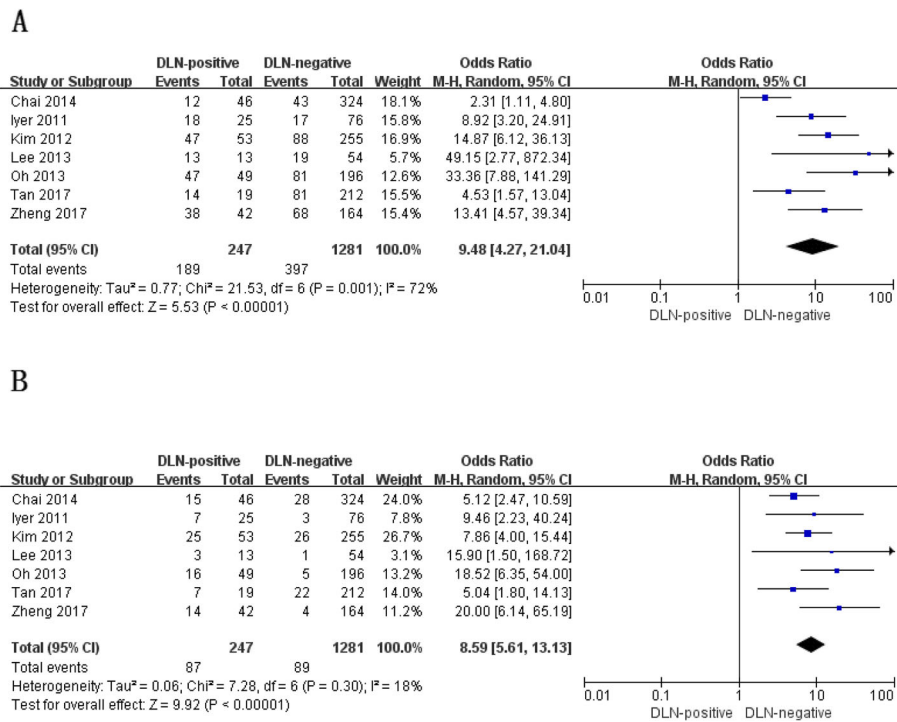 A
DLN-positive DLN-negative Odds Ratio Odds Ratio
Study or Subgroup Events Total Events Total Weight M-H, Random, 95% CI M-H, Random, 95% CI
Chai 2014 12 46 43 324 18.1% 2.31 [1.11, 4.80]
Iyer 2011 18 25 17 76 15.8% 8.92 [3.20, 24.91]
Kim 2012 47 53 88 255 16.9% 14.87 [6.12, 36.13]
Lee 2013 13 13 19 54 5.7% 49.15 [2.77, 872.34]
Oh 2013 47 49 81 196 12.6% 33.36 [7.88, 141.29]
Tan 2017 14 19 81 212 15.5% 4.53 [1.57, 13.04]
Zheng 2017 38 42 68 164 15.4% 13.41 [4.57, 39.34]
Total (95% CI) 247 1281 100.0% 9.48 [4.27, 21.04]
Total events 189 397
Heterogeneity: Tau² = 0.77; Chi² = 21.53, df = 6 (P = 0.001); I² = 72%
Test for overall effect: Z = 5.53 (P < 0.00001)
0.01 0.1 1 10 100
DLN-positive DLN-negative
B
DLN-positive DLN-negative Odds Ratio Odds Ratio
Study or Subgroup Events Total Events Total Weight M-H, Random, 95% CI M-H, Random, 95% CI
Chai 2014 15 46 28 324 24.0% 5.12 [2.47, 10.59]
Iyer 2011 7 25 3 76 7.8% 9.46 [2.23, 40.24]
Kim 2012 25 53 26 255 26.7% 7.86 [4.00, 15.44]
Lee 2013 3 13 1 54 3.1% 15.90 [1.50, 168.72]
Oh 2013 16 49 5 196 13.2% 18.52 [6.35, 54.00]
Tan 2017 7 19 22 212 14.0% 5.04 [1.80, 14.13]
Zheng 2017 14 42 4 164 11.2% 20.00 [6.14, 65.19]
Total (95% CI) 247 1281 100.0% 8.59 [5.61, 13.13]
Total events 87 89
Heterogeneity: Tau² = 0.06; Chi² = 7.28, df = 6 (P = 0.30); I² = 18%
Test for overall effect: Z = 9.92 (P < 0.00001)
0.01 0.1 1 10 100
DLN-positive DLN-negative